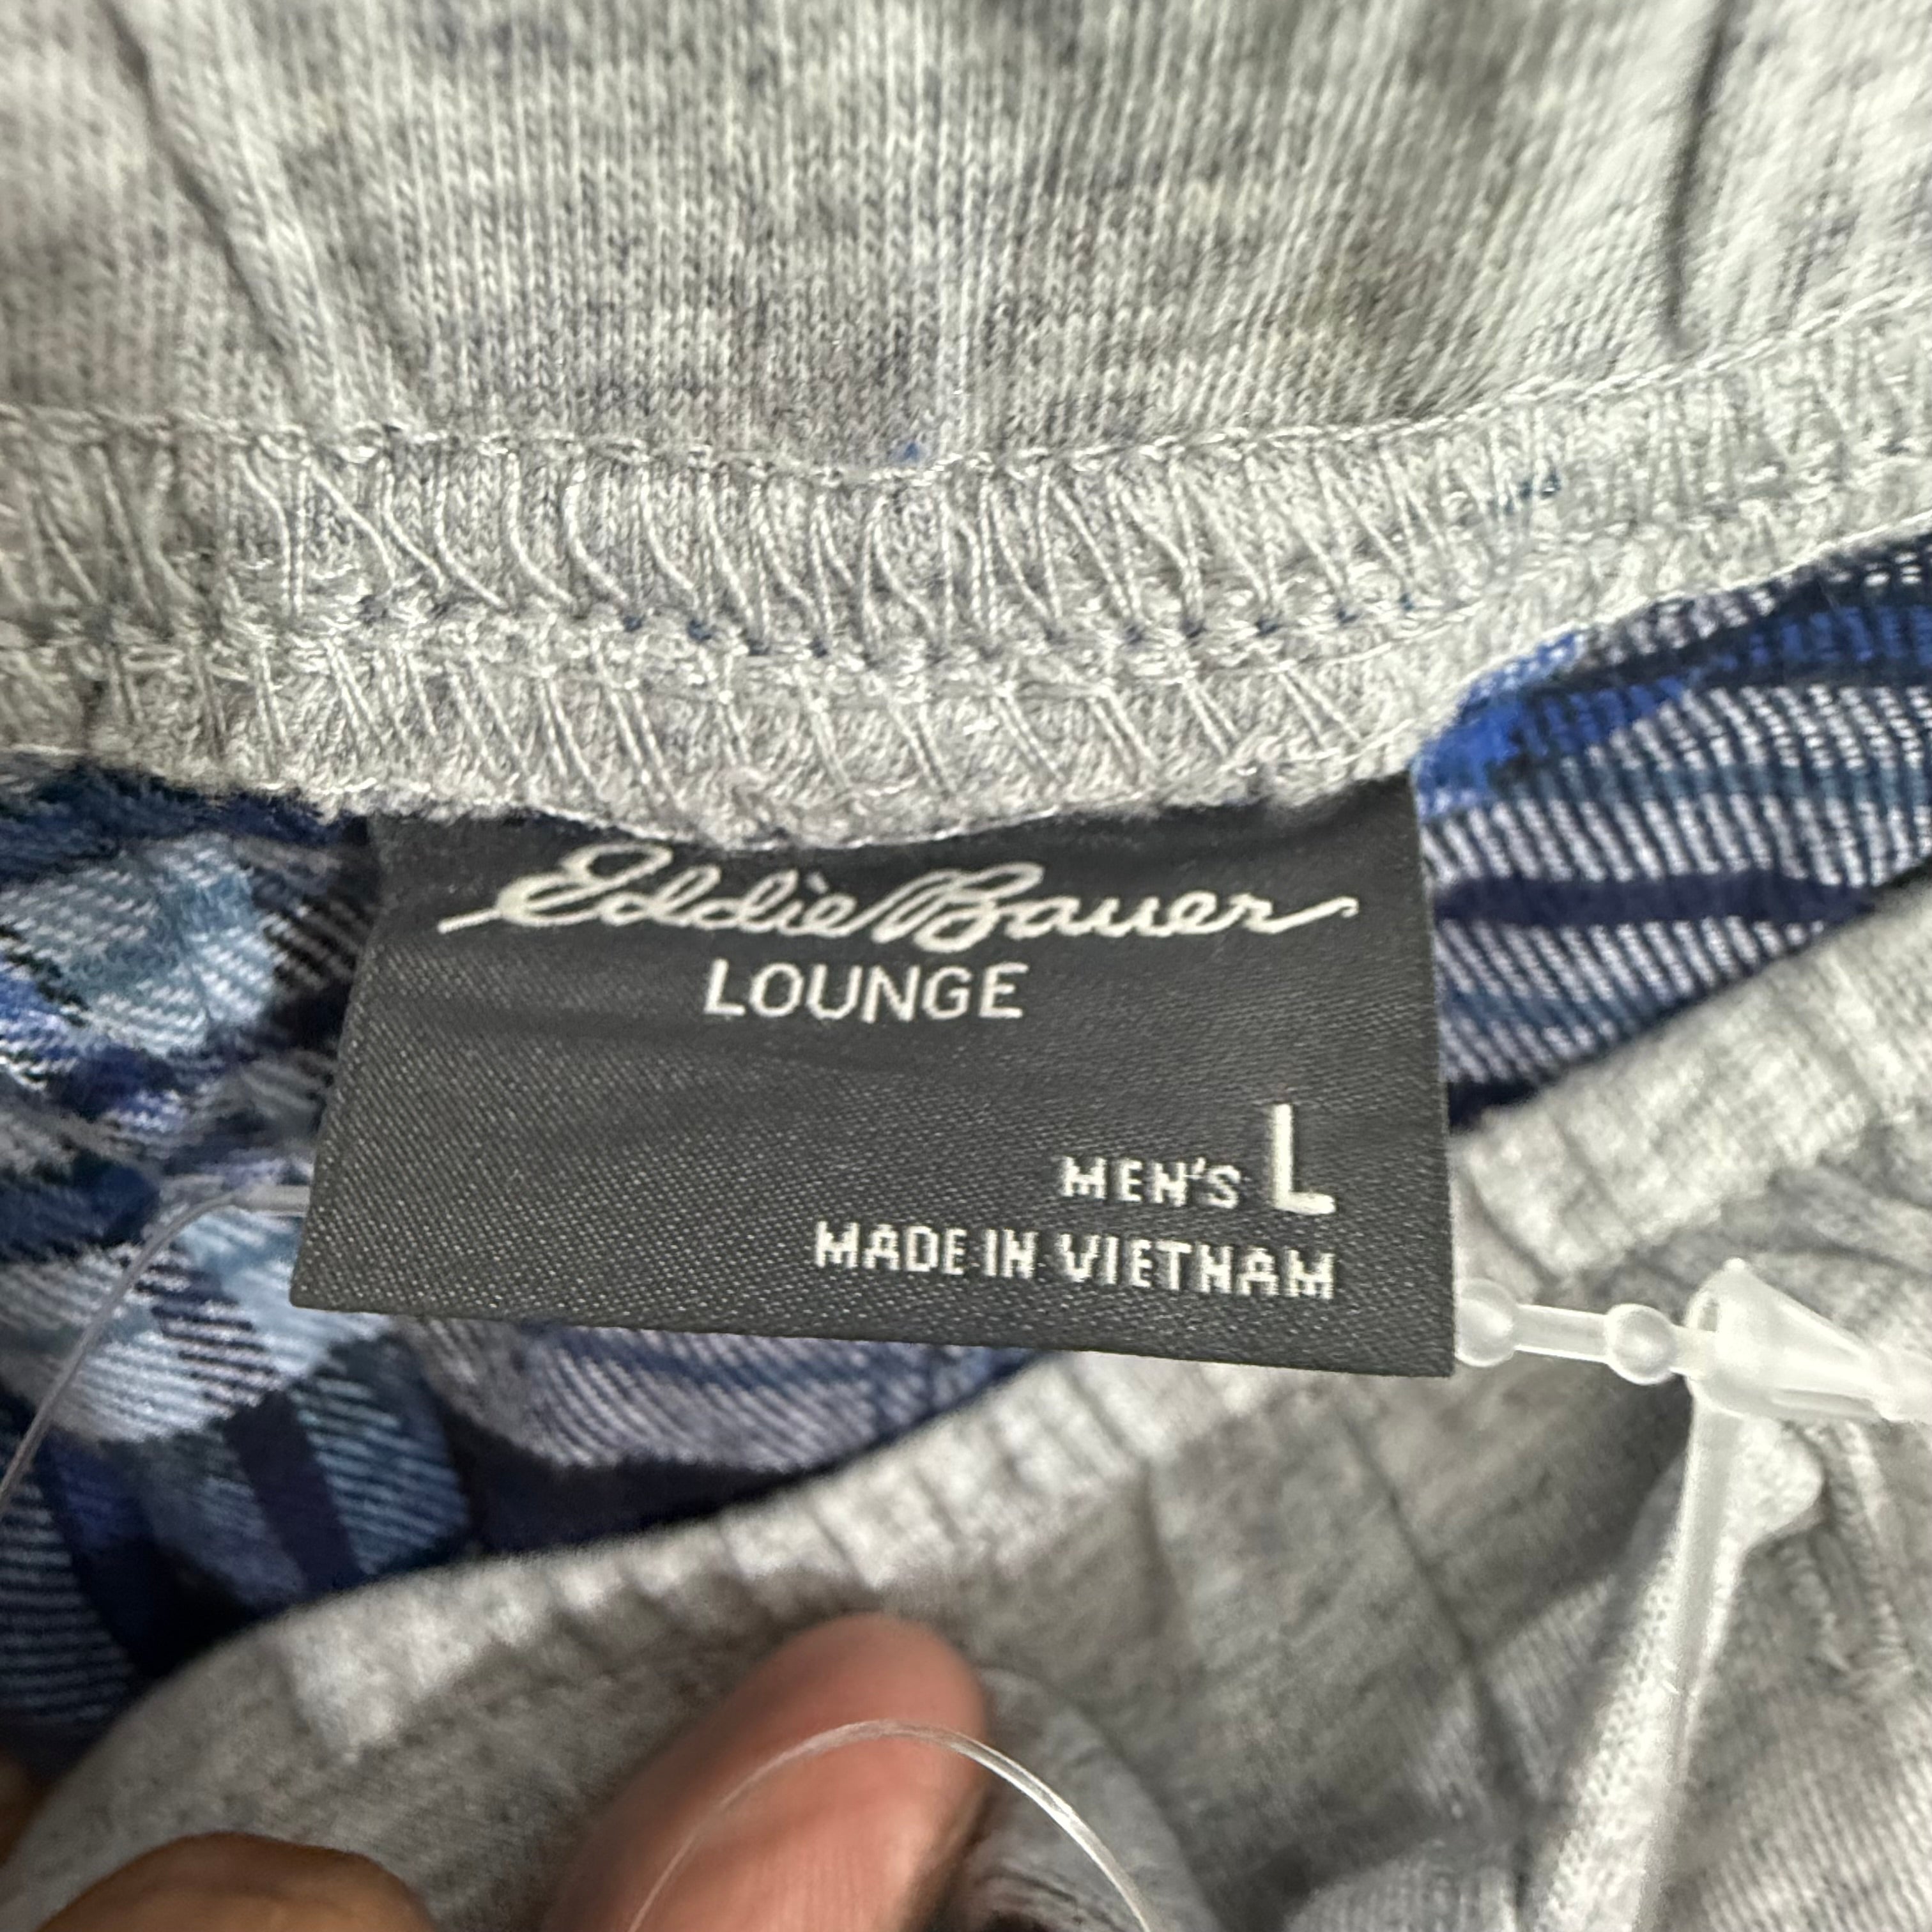 Eddie Bauer
LOUNGE
MEN'S L
MADE IN VIETNAM